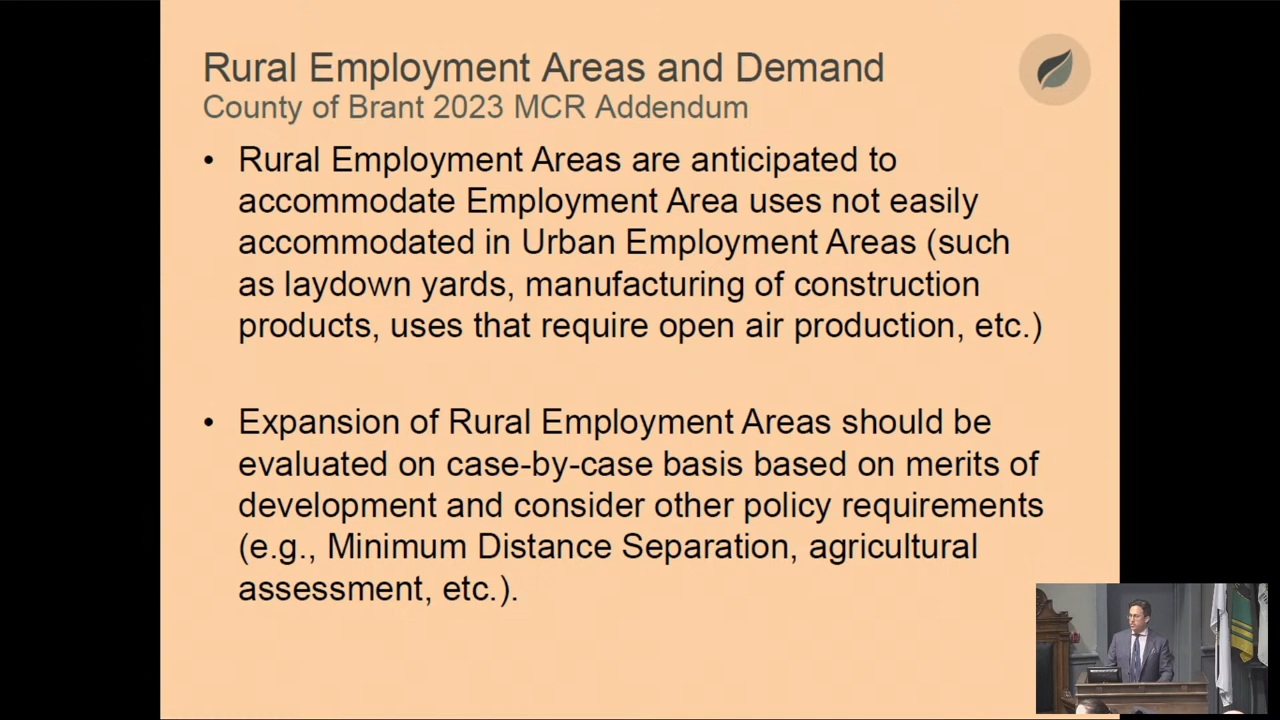 Rural Employment Areas and Demand
County of Brant 2023 MCR Addendum
• Rural Employment Areas are anticipated to
accommodate Employment Area uses not easily
accommodated in Urban Employment Areas (such
as laydown yards, manufacturing of construction
products, uses that require open air production, etc.)
• Expansion of Rural Employment Areas should be
evaluated on case-by-case basis based on merits of
development and consider other policy requirements
(e.g., Minimum Distance Separation, agricultural
assessment, etc.).